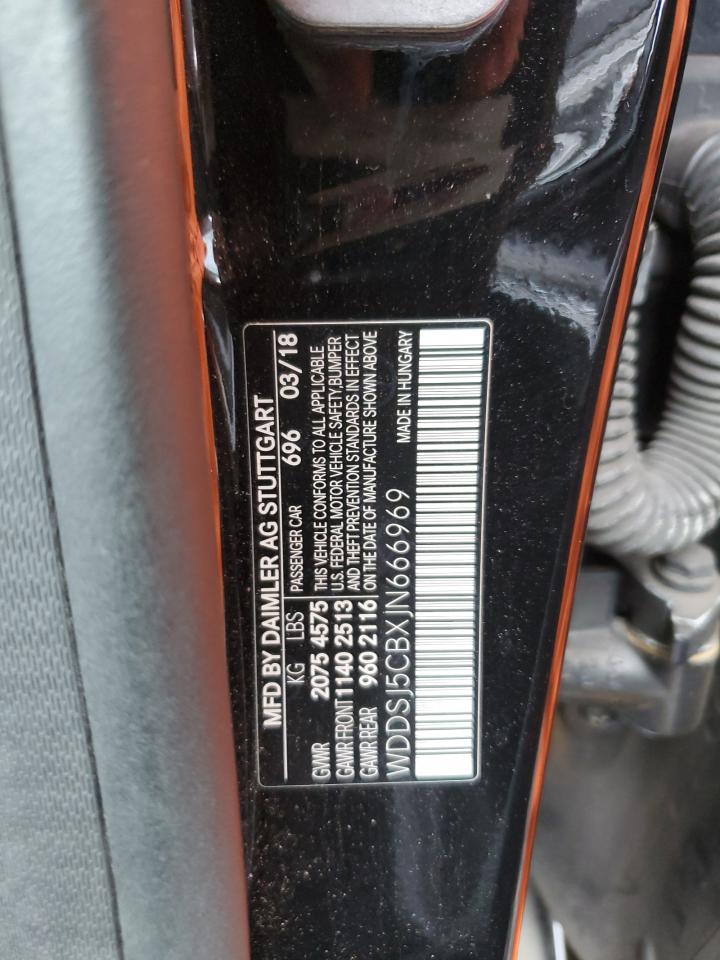 MFD BY DAIMLER AG STUTTGART
KG LBS PASSENGER CAR 696 03/18
GVWR 2075 4575 THIS VEHICLE CONFORMS TO ALL APPLICABLE
GAWR FRONT 1140 2513 U.S. FEDERAL MOTOR VEHICLE SAFETY, BUMPER
GAWR REAR 960 2116 AND THEFT PREVENTION STANDARDS IN EFFECT
ON THE DATE OF MANUFACTURE SHOWN ABOVE
WDDSJ5CBXJN666969 MADE IN HUNGARY